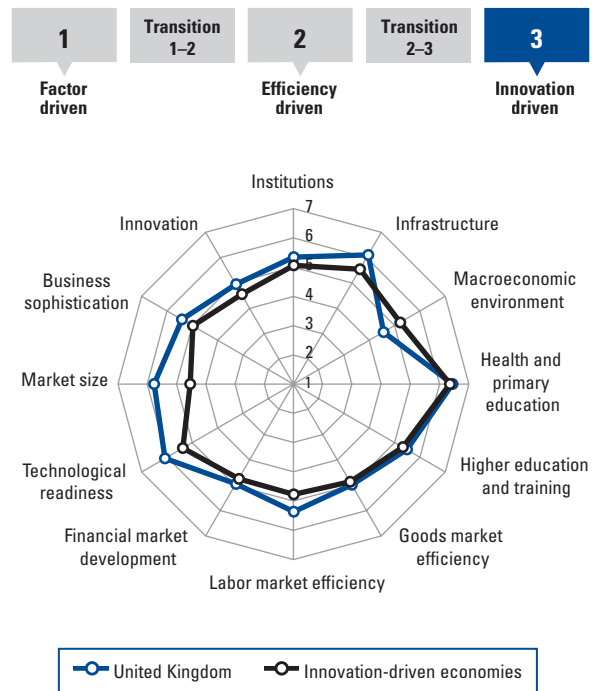 1
Transition
1–2
2
Transition
2–3
3
Factor
driven
Efficiency
driven
Innovation
driven
Institutions
Innovation
Infrastructure
Business
sophistication
Macroeconomic
environment
Market size
Health and
primary
education
Technological
readiness
Higher education
and training
Financial market
development
Goods market
efficiency
Labor market efficiency
7
6
5
4
3
2
1
United Kingdom
Innovation-driven economies